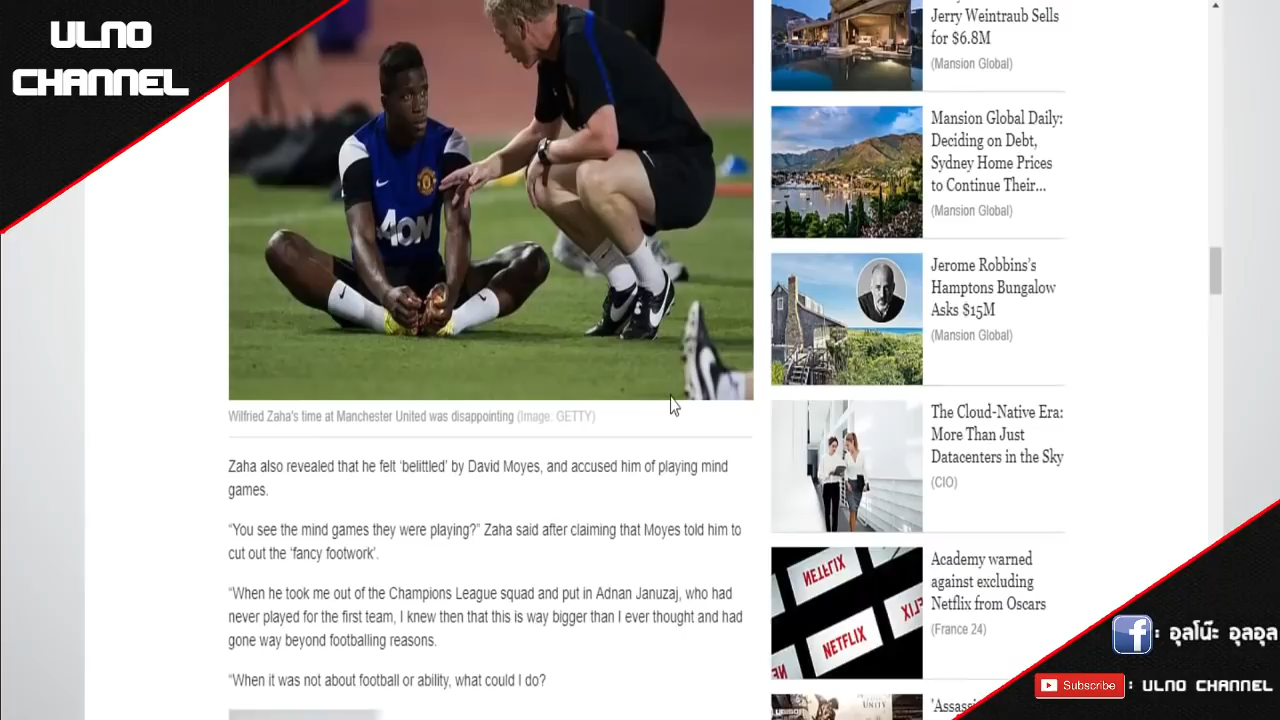 ULNO
CHANNEL
AON
Wilfried Zaha's time at Manchester United was disappointing (Image: GETTY)
Zaha also revealed that he felt ‘belittled’ by David Moyes, and accused him of playing mind
games.
“You see the mind games they were playing?” Zaha said after claiming that Moyes told him to
cut out the ‘fancy footwork’.
“When he took me out of the Champions League squad and put in Adnan Januzaj, who had
never played for the first team, I knew then that this is way bigger than I ever thought and had
gone way beyond footballing reasons.
“When it was not about football or ability, what could I do?
Jerry Weintraub Sells
for $6.8M
(Mansion Global)
Mansion Global Daily:
Deciding on Debt,
Sydney Home Prices
to Continue Their...
(Mansion Global)
Jerome Robbins’s
Hamptons Bungalow
Asks $15M
(Mansion Global)
The Cloud-Native Era:
More Than Just
Datacenters in the Sky
(CIO)
NETFLIX
NETFLIX
Academy warned
against excluding
Netflix from Oscars
(France 24)
UNITY
'Assass
f : อุลโน๊ะ อุลอุล
Subscribe : ULNO CHANNEL